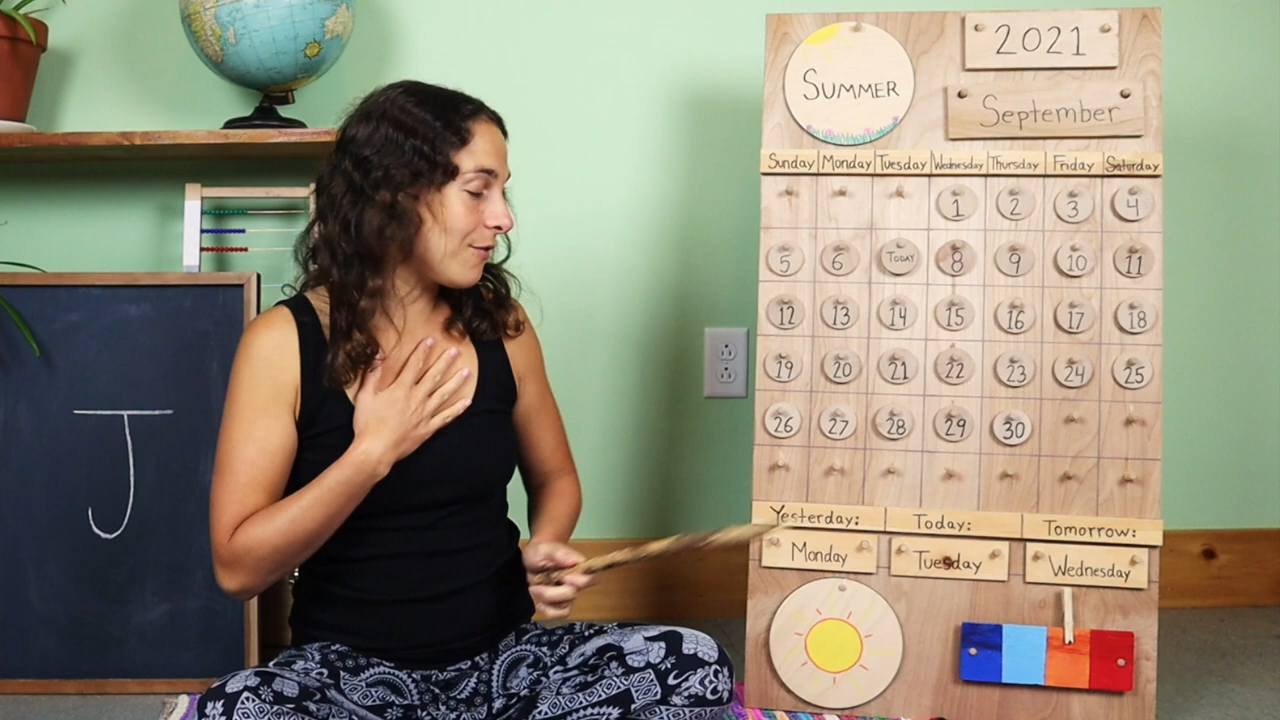 2021
SUMMER
September
Sunday Monday Tuesday Wednesday Thursday Friday Saturday
1 2 3 4
5 6 TODAY 8 9 10 11
12 13 14 15 16 17 18
19 20 21 22 23 24 25
26 27 28 29 30
J
Yesterday: Today: Tomorrow:
Monday Tuesday Wednesday